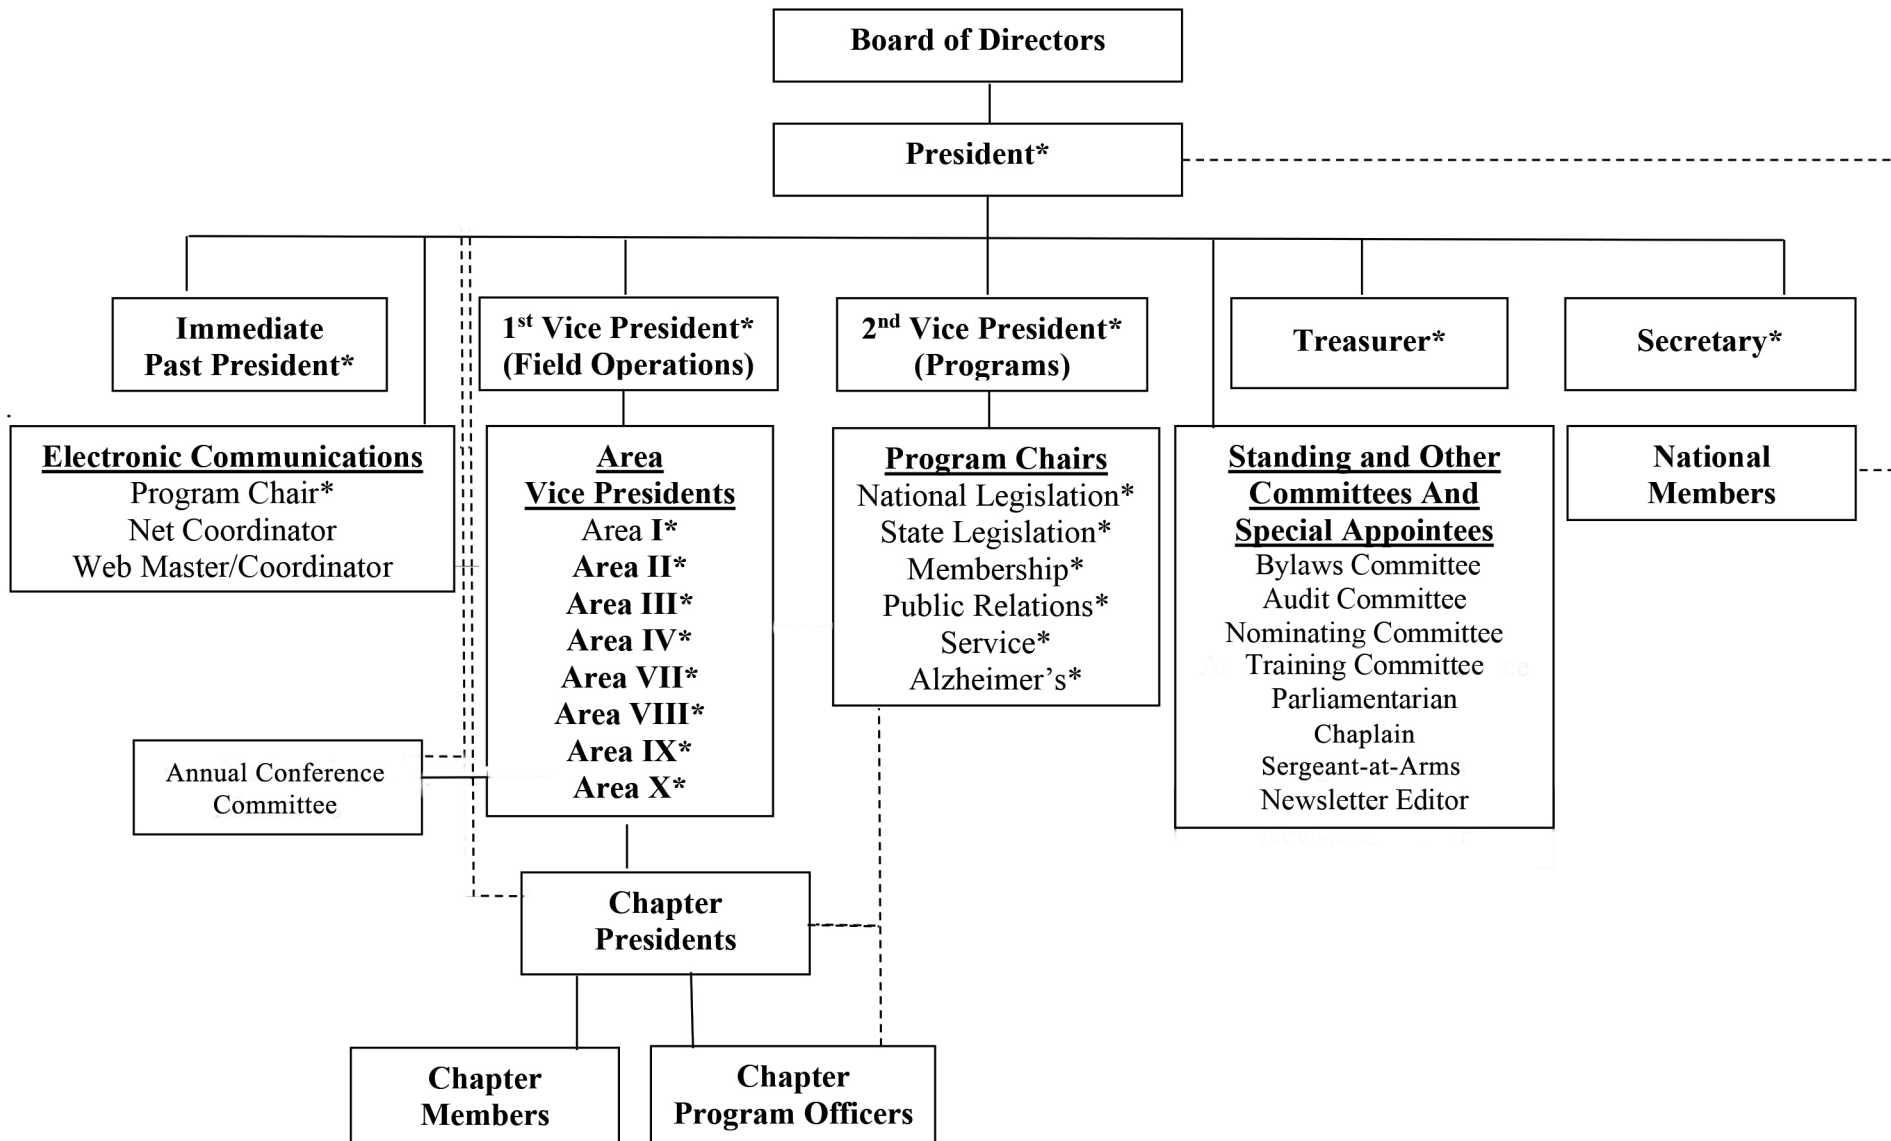 Board of Directors
President*
Immediate
Past President*
1st Vice President*
(Field Operations)
2nd Vice President*
(Programs)
Treasurer*
Secretary*
Electronic Communications
Program Chair*
Net Coordinator
Web Master/Coordinator
Area
Vice Presidents
Area I*
Area II*
Area III*
Area IV*
Area VII*
Area VIII*
Area IX*
Area X*
Program Chairs
National Legislation*
State Legislation*
Membership*
Public Relations*
Service*
Alzheimer’s*
Standing and Other
Committees And
Special Appointees
Bylaws Committee
Audit Committee
Nominating Committee
Training Committee
Parliamentarian
Chaplain
Sergeant-at-Arms
Newsletter Editor
National
Members
Annual Conference
Committee
Chapter
Presidents
Chapter
Members
Chapter
Program Officers